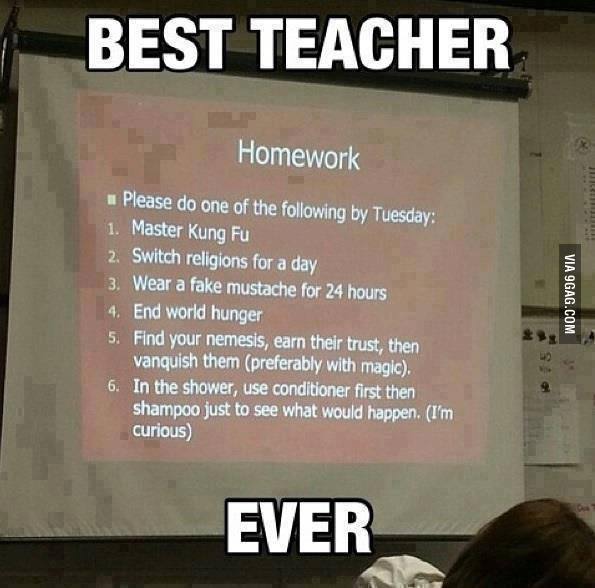 BEST TEACHER
Homework
▪ Please do one of the following by Tuesday:
1. Master Kung Fu
2. Switch religions for a day
3. Wear a fake mustache for 24 hours
4. End world hunger
5. Find your nemesis, earn their trust, then
vanquish them (preferably with magic).
6. In the shower, use conditioner first then
shampoo just to see what would happen. (I'm
curious)
VIA 9GAG.COM
EVER